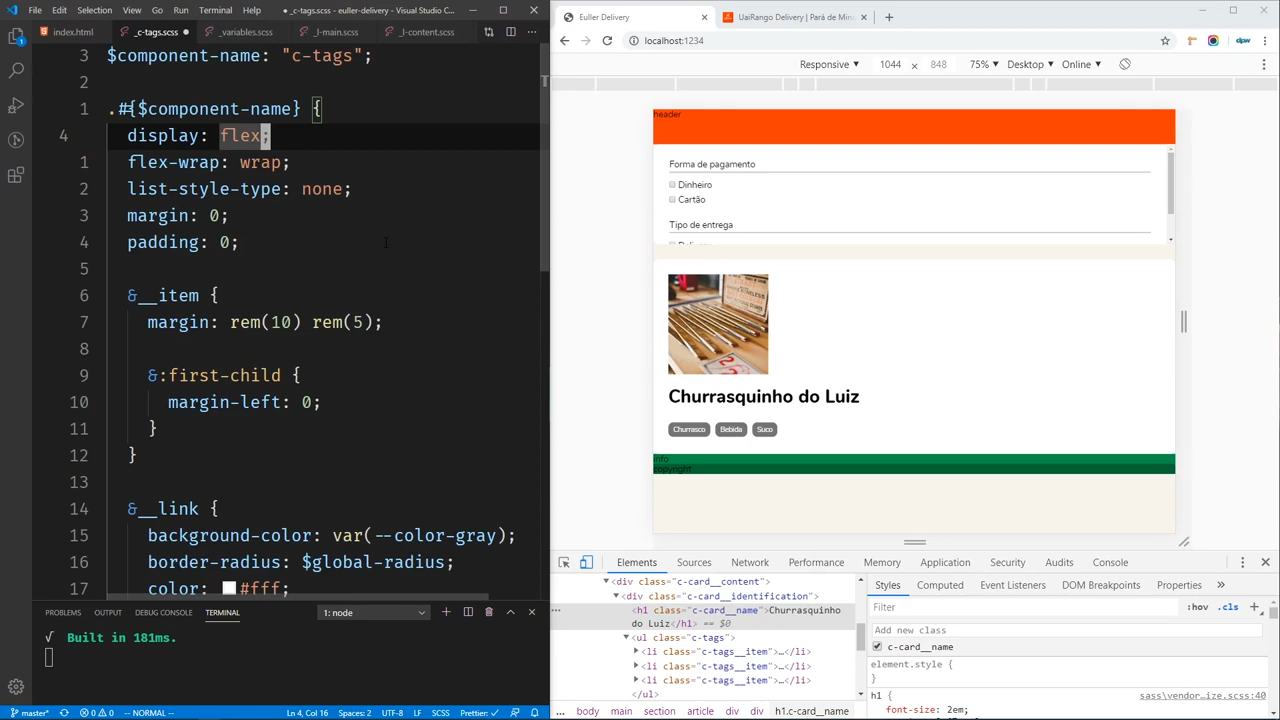 File Edit Selection View Go Run Terminal Help ● _c-tags.scss - euller-delivery - Visual Studio C...
index.html _c-tags.scss ● _variables.scss _l-main.scss _l-content.scss
3 $component-name: "c-tags";
2
1 .#{$component-name} {
4 display: flex;
1 flex-wrap: wrap;
2 list-style-type: none;
3 margin: 0;
4 padding: 0;
5
6 &__item {
7 margin: rem(10) rem(5);
8
9 &:first-child {
10 margin-left: 0;
11 }
12 }
13
14 &__link {
15 background-color: var(--color-gray);
16 border-radius: $global-radius;
17 color: #fff;
PROBLEMS OUTPUT DEBUG CONSOLE TERMINAL 1: node
√ Built in 181ms.
master* 0 0 -- NORMAL -- Ln 4, Col 16 Spaces: 2 UTF-8 LF SCSS Prettier: ✓
1
Euller Delivery UaiRango Delivery | Pará de Min
localhost:1234
Responsive 1044 x 848 75% Desktop Online
header
Forma de pagamento
Dinheiro
Cartão
Tipo de entrega
Churrasquinho do Luiz
Churrasco Bebida Suco
info
copyright
Elements Sources Network Performance Memory Application Security Audits Console
<div class="c-card__content">
<div class="c-card__identification">
<h1 class="c-card__name">Churrasquinho
do Luiz</h1> == $0
<ul class="c-tags">
<li class="c-tags__item">…</li>
<li class="c-tags__item">…</li>
<li class="c-tags__item">…</li>
</ul>
... body main section article div div h1.c-card__name
Styles Computed Event Listeners DOM Breakpoints Properties »
Filter :hov .cls +
Add new class
c-card__name
element.style {
}
h1 { sass\vendor…ize.scss:40
font-size: 2em;